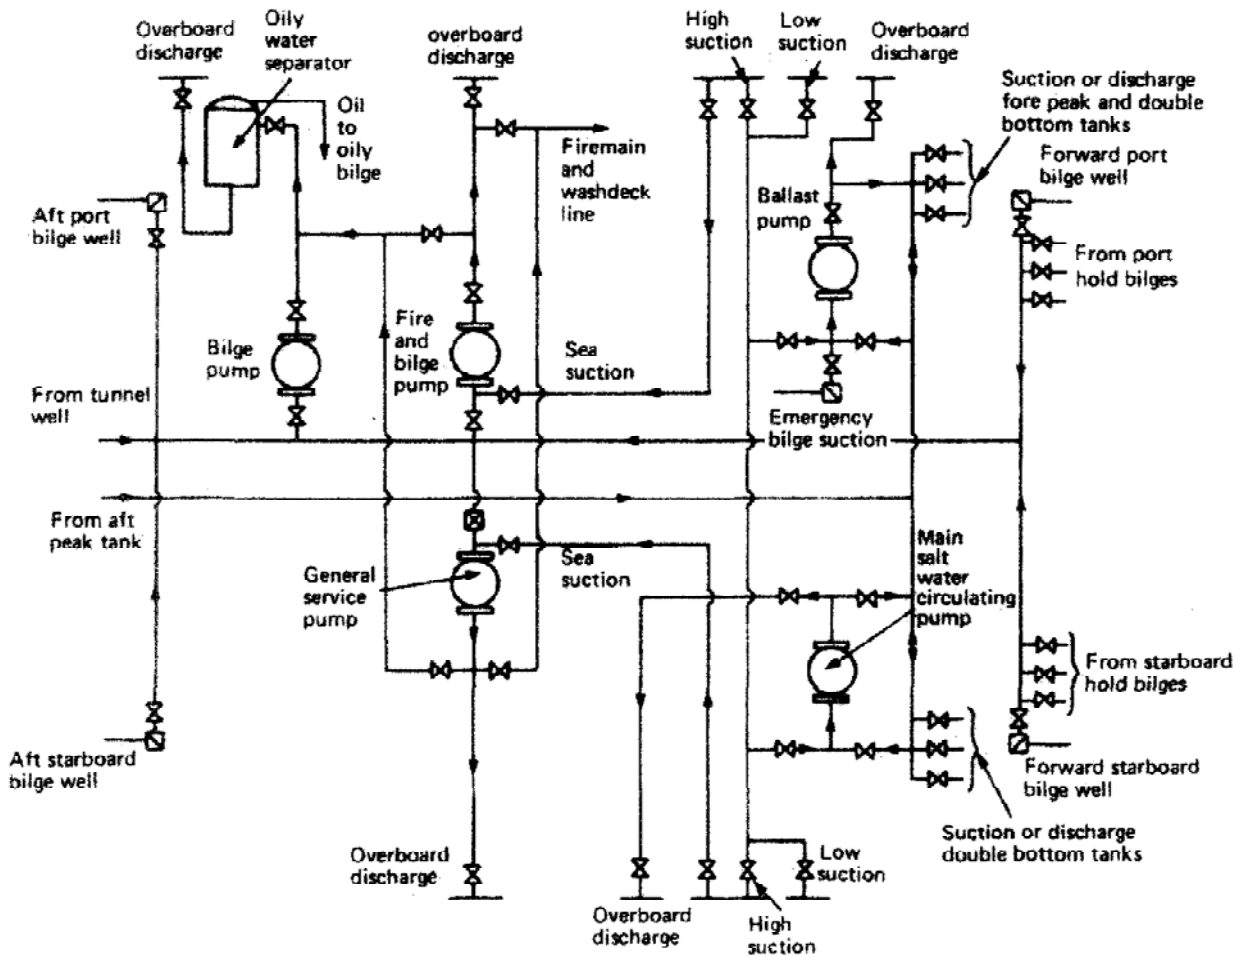 Overboard
discharge
Oily
water
separator
overboard
discharge
High
suction
Low
suction
Overboard
discharge
Suction or discharge
fore peak and double
bottom tanks
Oil
to
oily
bilge
Firemain
and
washdeck
line
Forward port
bilge well
Aft port
bilge well
Ballast
pump
From port
hold bilges
Bilge
pump
Fire
and
bilge
pump
Sea
suction
From tunnel
well
Emergency
bilge suction
From aft
peak tank
Sea
suction
Main
salt
water
circulating
pump
General
service
pump
From starboard
hold bilges
Aft starboard
bilge well
Forward starboard
bilge well
Suction or discharge
double bottom tanks
Overboard
discharge
Low
suction
Overboard
discharge
High
suction